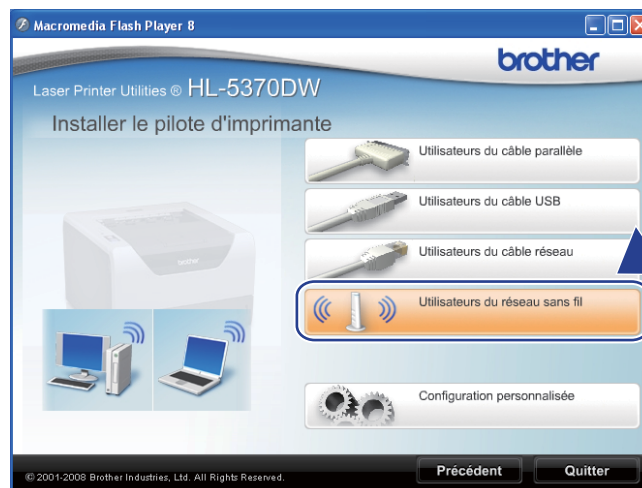 Macromedia Flash Player 8
brother
Laser Printer Utilities ® HL-5370DW
Installer le pilote d'imprimante
Utilisateurs du câble parallèle
Utilisateurs du câble USB
Utilisateurs du câble réseau
Utilisateurs du réseau sans fil
Configuration personnalisée
brother
© 2001-2008 Brother Industries, Ltd. All Rights Reserved.
Précédent
Quitter